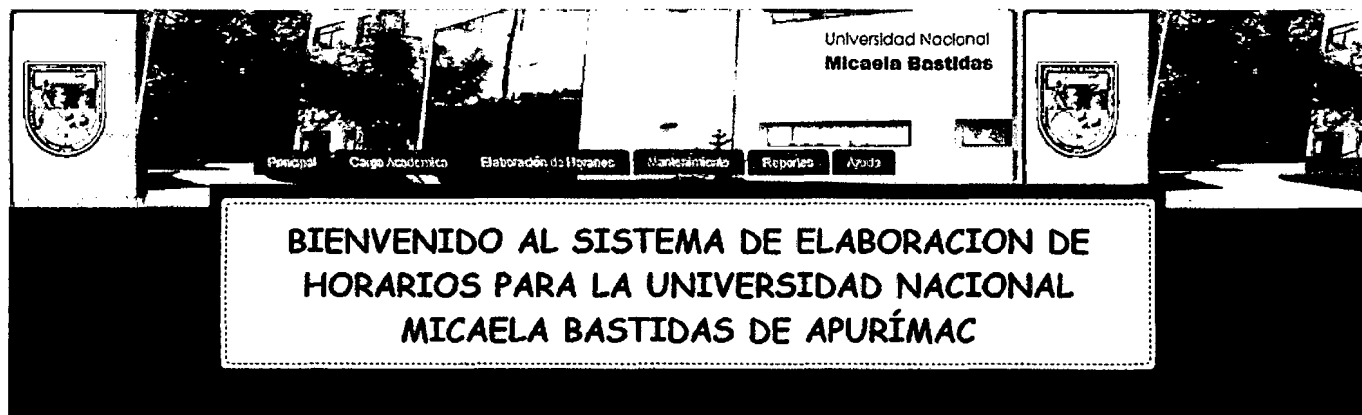 Universidad Nacional
Micaela Bastidas
Principal Carga Academica Elaboración de Horarios Mantenimiento Reportes Ayuda
BIENVENIDO AL SISTEMA DE ELABORACION DE
HORARIOS PARA LA UNIVERSIDAD NACIONAL
MICAELA BASTIDAS DE APURÍMAC